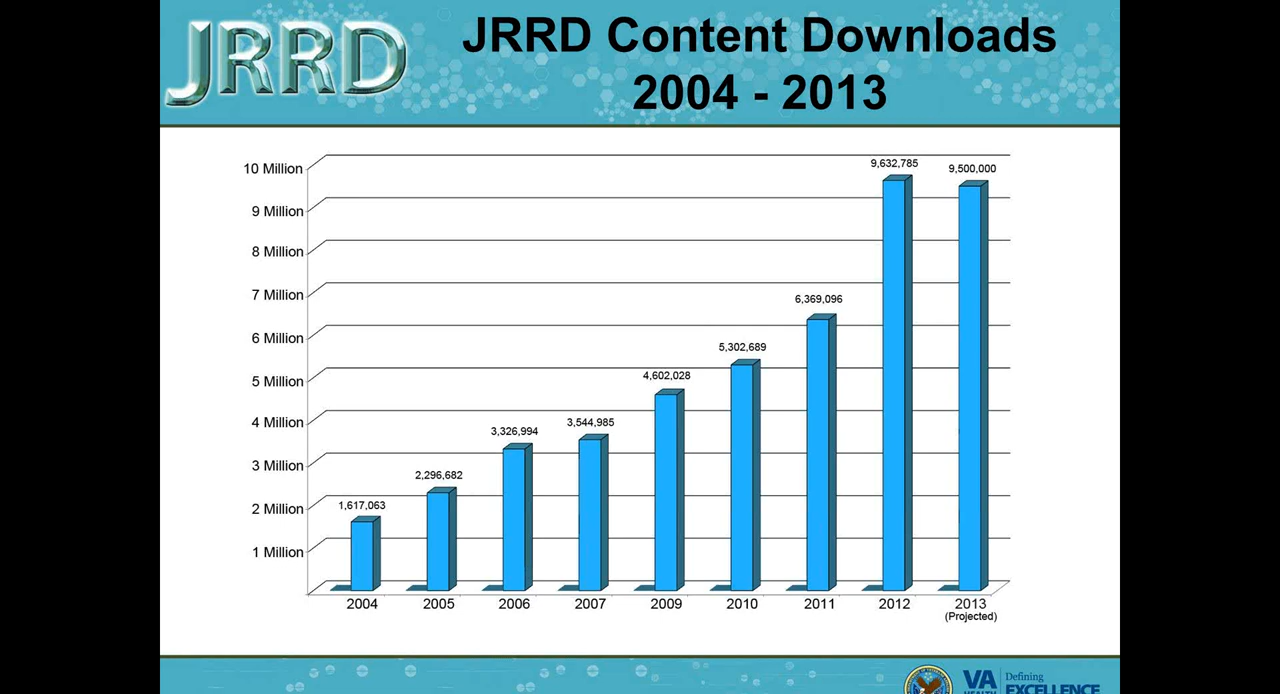 JRRD
JRRD Content Downloads
2004 - 2013
10 Million
9 Million
8 Million
7 Million
6 Million
5 Million
4 Million
3 Million
2 Million
1 Million
1,617,063
2,296,682
3,326,994
3,544,985
4,602,028
5,302,689
6,369,096
9,632,785
9,500,000
2004
2005
2006
2007
2009
2010
2011
2012
2013
(Projected)
VA
HEALTH
Defining
EXCELLENCE